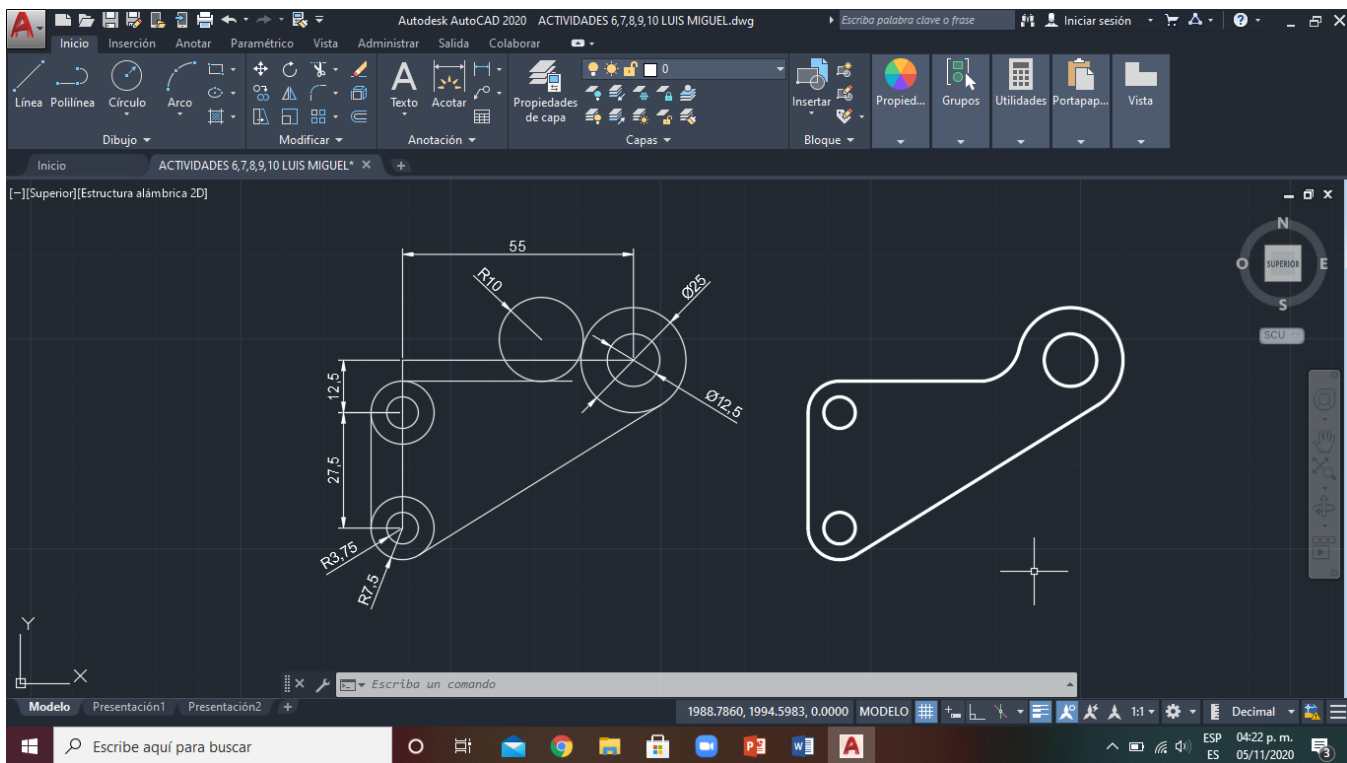 Autodesk AutoCAD 2020 ACTIVIDADES 6,7,8,9,10 LUIS MIGUEL.dwg
Escriba palabra clave o frase
Iniciar sesión
Inicio Inserción Anotar Paramétrico Vista Administrar Salida Colaborar
Línea Polilínea Círculo Arco
Texto Acotar
Propiedades de capa
0
Insertar
Propied... Grupos Utilidades Portapap... Vista
Dibujo Modificar Anotación Capas Bloque
Inicio ACTIVIDADES 6,7,8,9,10 LUIS MIGUEL* +
[−][Superior][Estructura alámbrica 2D]
N
O SUPERIOR E
S
SCU
55
R10
Ø25
12,5
Ø12,5
27,5
R3,75
R7,5
Y
X
Escriba un comando
Modelo Presentación1 Presentación2 +
1988.7860, 1994.5983, 0.0000 MODELO 1:1 Decimal
Escribe aquí para buscar
ESP
ES
04:22 p. m.
05/11/2020
3